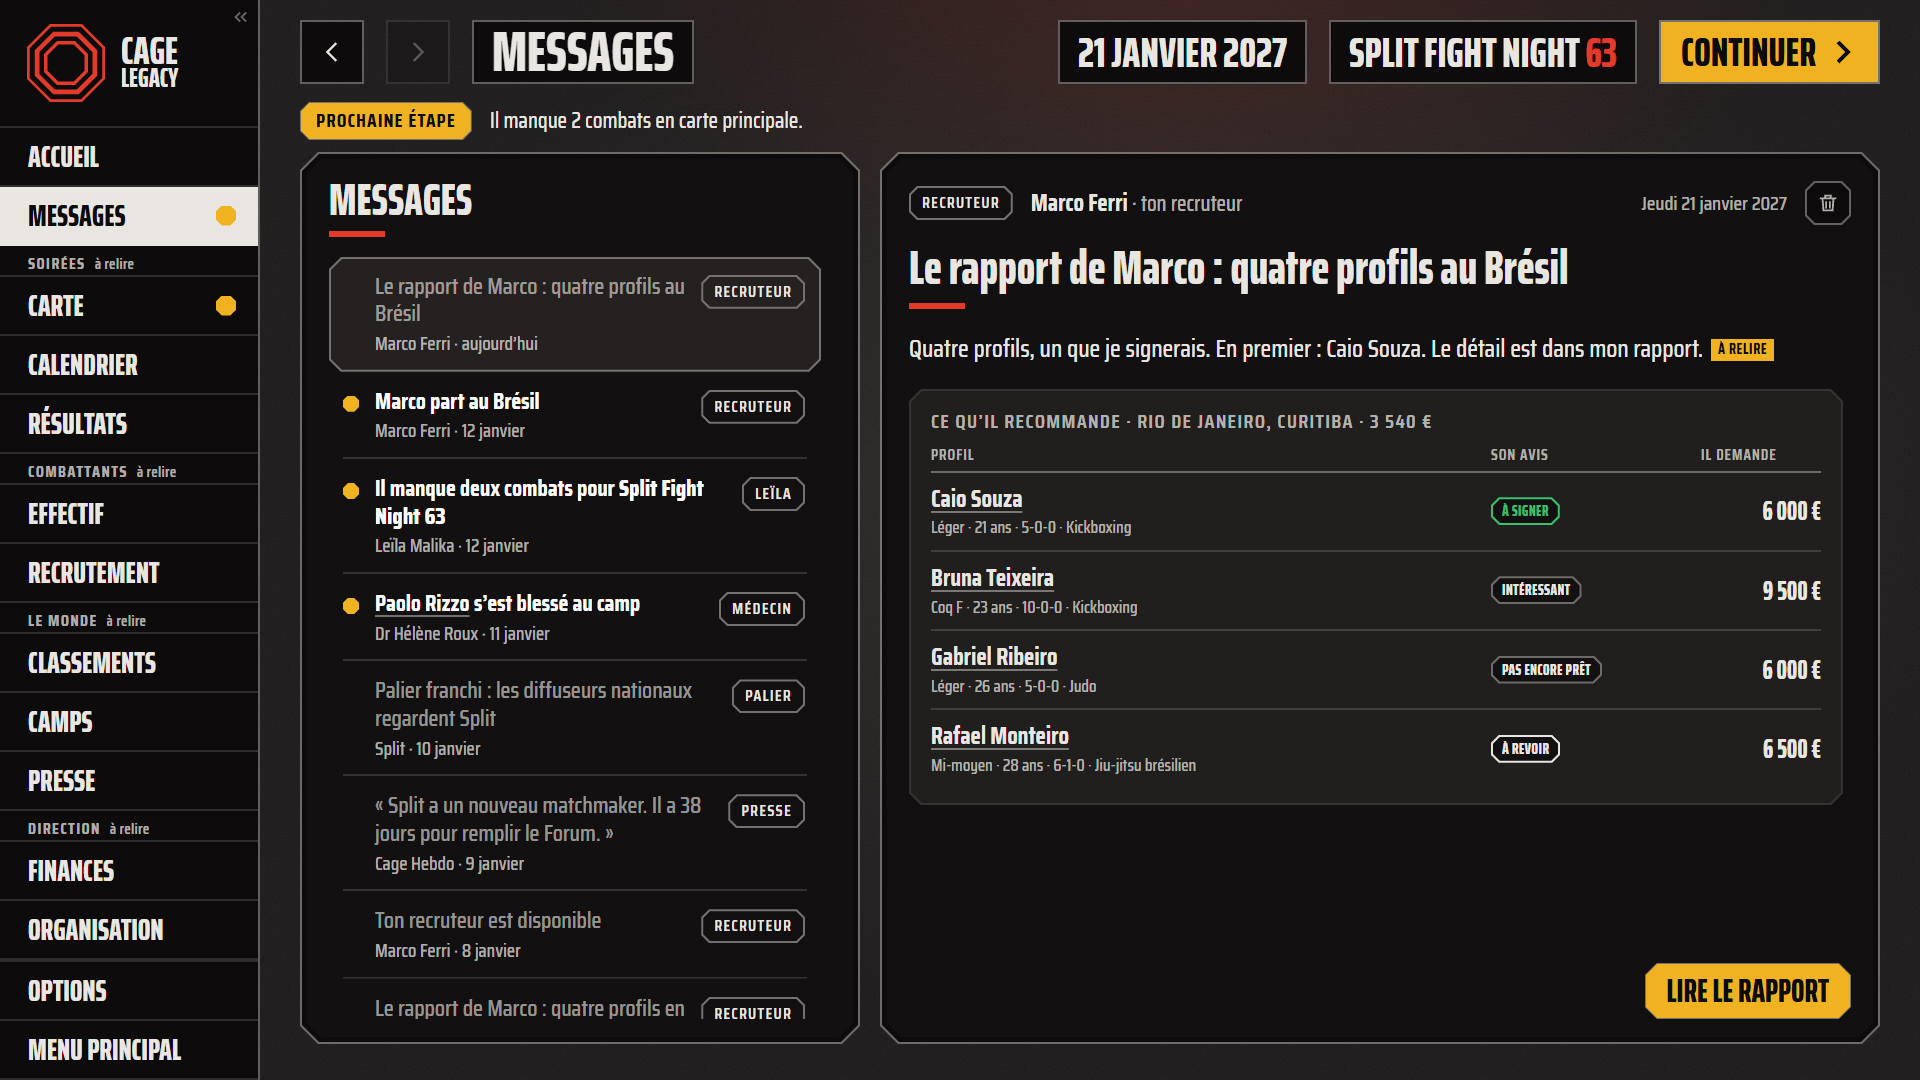 «
CAGE
LEGACY
ACCUEIL
MESSAGES
SOIRÉES à relire
CARTE
CALENDRIER
RÉSULTATS
COMBATTANTS à relire
EFFECTIF
RECRUTEMENT
LE MONDE à relire
CLASSEMENTS
CAMPS
PRESSE
DIRECTION à relire
FINANCES
ORGANISATION
OPTIONS
MENU PRINCIPAL
MESSAGES
21 JANVIER 2027
SPLIT FIGHT NIGHT 63
CONTINUER
PROCHAINE ÉTAPE
Il manque 2 combats en carte principale.
MESSAGES
Le rapport de Marco : quatre profils au
Brésil
RECRUTEUR
Marco Ferri · aujourd’hui
Marco part au Brésil
RECRUTEUR
Marco Ferri · 12 janvier
Il manque deux combats pour Split Fight
Night 63
LEÏLA
Leïla Malika · 12 janvier
Paolo Rizzo s’est blessé au camp
MÉDECIN
Dr Hélène Roux · 11 janvier
Palier franchi : les diffuseurs nationaux
regardent Split
PALIER
Split · 10 janvier
« Split a un nouveau matchmaker. Il a 38
jours pour remplir le Forum. »
PRESSE
Cage Hebdo · 9 janvier
Ton recruteur est disponible
RECRUTEUR
Marco Ferri · 8 janvier
Le rapport de Marco : quatre profils en
RECRUTEUR
RECRUTEUR
Marco Ferri · ton recruteur
Jeudi 21 janvier 2027
Le rapport de Marco : quatre profils au Brésil
Quatre profils, un que je signerais. En premier : Caio Souza. Le détail est dans mon rapport. À RELIRE
CE QU’IL RECOMMANDE · RIO DE JANEIRO, CURITIBA · 3 540 €
PROFIL SON AVIS IL DEMANDE
Caio Souza
Léger · 21 ans · 5-0-0 · Kickboxing
À SIGNER
6 000 €
Bruna Teixeira
Coq F · 23 ans · 10-0-0 · Kickboxing
INTÉRESSANT
9 500 €
Gabriel Ribeiro
Léger · 26 ans · 5-0-0 · Judo
PAS ENCORE PRÊT
6 000 €
Rafael Monteiro
Mi-moyen · 28 ans · 6-1-0 · Jiu-jitsu brésilien
À REVOIR
6 500 €
LIRE LE RAPPORT